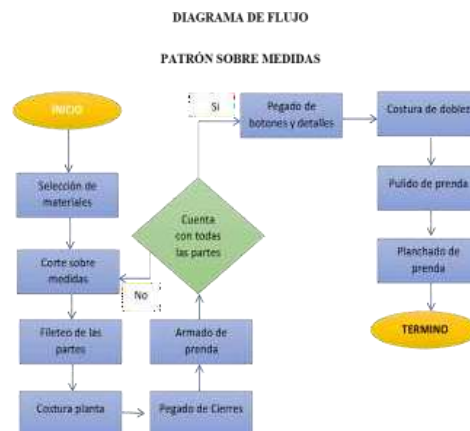 DIAGRAMA DE FLUJO
PATRÓN SOBRE MEDIDAS
INICIO
Selección de
materiales
Corte sobre
medidas
Fileteo de las
partes
Costura planta
Pegado de Cierres
Armado de
prenda
Cuenta
con todas
las partes
No
Si
Pegado de
botones y detalles
Costura de dobles
Pulido de prenda
Planchado de
prenda
TERMINO